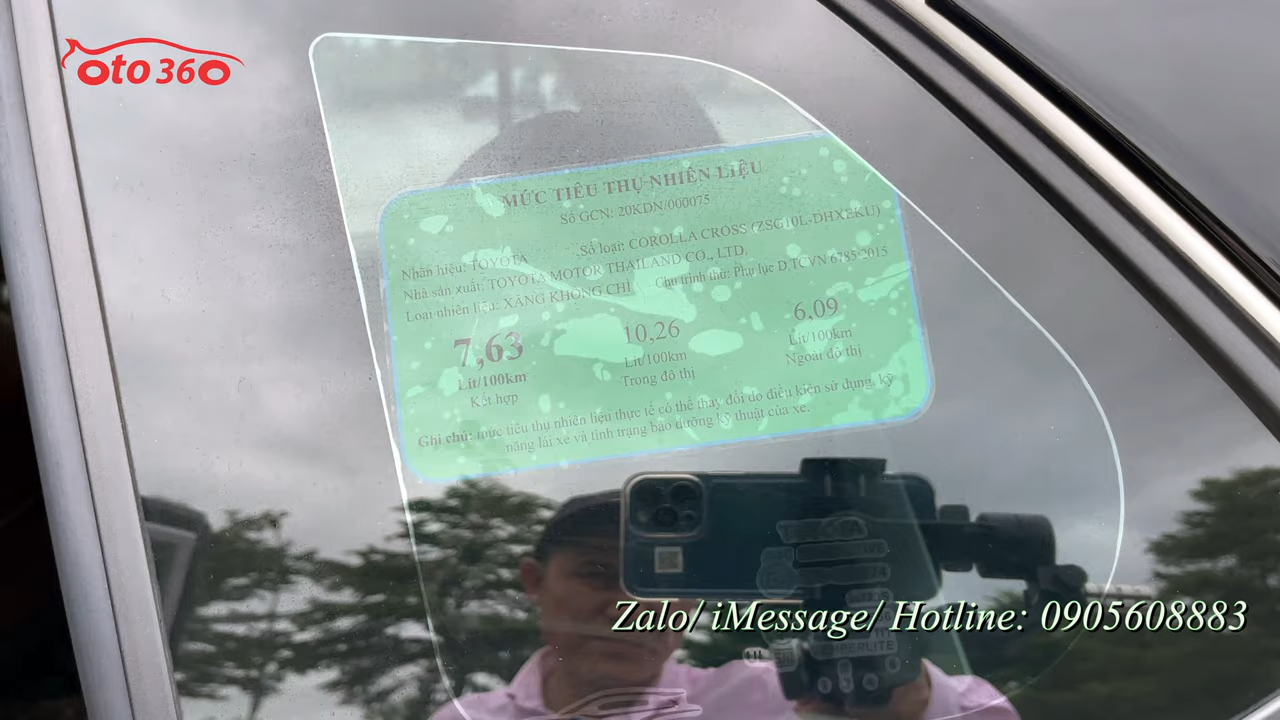 oto 360
MỨC TIÊU THỤ NHIÊN LIỆU
Số GCN: 20KDN/000075
Nhãn hiệu: TOYOTA Số loại: COROLLA CROSS (ZSG10L-DHXEKU)
Nhà sản xuất: TOYOTA MOTOR THAILAND CO., LTD.
Loại nhiên liệu: XĂNG KHÔNG CHÌ Chu trình thử: Phụ lục D TCVN 6785:2015
7,63 10,26 6,09
Lít/100km Lít/100km Lít/100km
Kết hợp Trong đô thị Ngoài đô thị
Ghi chú: mức tiêu thụ nhiên liệu thực tế có thể thay đổi do điều kiện sử dụng, kỹ
năng lái xe và tình trạng bảo dưỡng kỹ thuật của xe.
Zalo/ iMessage/ Hotline: 0905608883